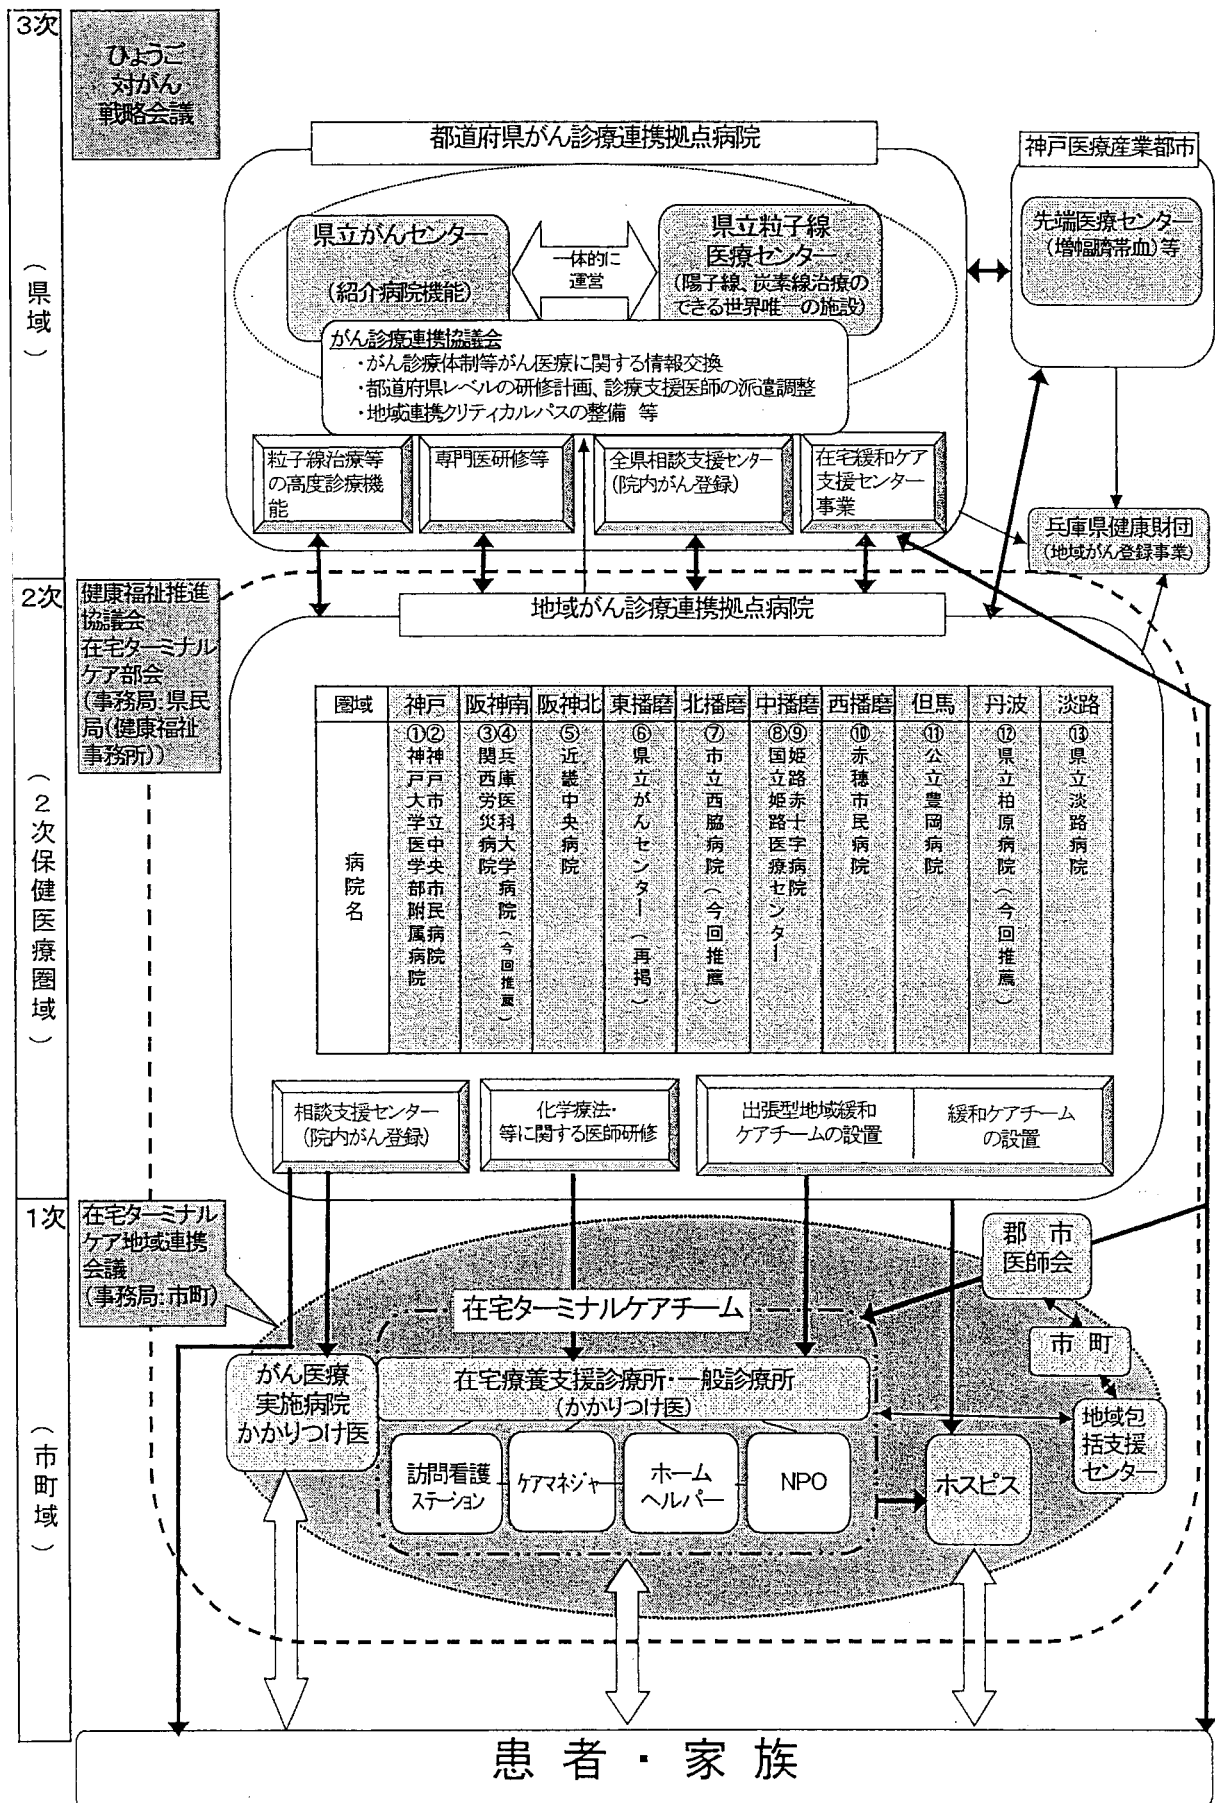 3次
(県域)
ひょうご
対がん
戦略会議
都道府県がん診療連携拠点病院
県立がんセンター
(紹介病院機能)
一体的に
運営
県立粒子線
医療センター
(陽子線、炭素線治療の
できる世界唯一の施設)
がん診療連携協議会
・がん診療体制等がん医療に関する情報交換
・都道府県レベルの研修計画、診療支援医師の派遣調整
・地域連携クリティカルパスの整備 等
粒子線治療等
の高度診療機
能
専門医研修等
全県相談支援センター
(院内がん登録)
在宅緩和ケア
支援センター
事業
神戸医療産業都市
先端医療センター
(増幅臍帯血)等
兵庫県健康財団
(地域がん登録事業)
2次
(2次保健医療圏域)
健康福祉推進
協議会
在宅ターミナル
ケア部会
(事務局:県民
局(健康福祉
事務所))
地域がん診療連携拠点病院
圏域 神戸 阪神南 阪神北 東播磨 北播磨 中播磨 西播磨 但馬 丹波 淡路
病院名
①神戸大学医学部附属病院
②神戸市立中央市民病院
③関西労災病院
④兵庫医科大学病院(今回推薦)
⑤近畿中央病院
⑥県立がんセンター(再掲)
⑦市立西脇病院(今回推薦)
⑧国立姫路医療センター
⑨姫路赤十字病院
⑩赤穂市民病院
⑪公立豊岡病院
⑫県立柏原病院(今回推薦)
⑬県立淡路病院
相談支援センター
(院内がん登録)
化学療法・
等に関する医師研修
出張型地域緩和
ケアチームの設置
緩和ケアチーム
の設置
1次
(市町域)
在宅ターミナル
ケア地域連携
会議
(事務局:市町)
郡 市
医師会
市 町
地域包
括支援
センター
在宅ターミナルケアチーム
がん医療
実施病院
かかりつけ医
在宅療養支援診療所・一般診療所
(かかりつけ医)
訪問看護
ステーション
ケアマネジャー
ホーム
ヘルパー
NPO
ホスピス
患者・家族